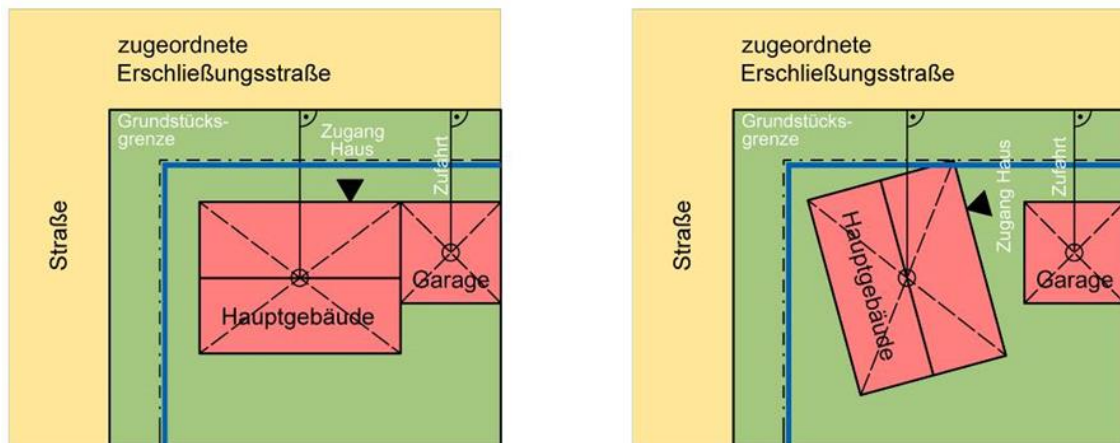 zugeordnete
Erschließungsstraße
Grundstücks-
grenze
Zugang
Haus
Zufahrt
Straße
Garage
Hauptgebäude
zugeordnete
Erschließungsstraße
Grundstücks-
grenze
Zugang Haus
Zufahrt
Straße
Hauptgebäude
Garage